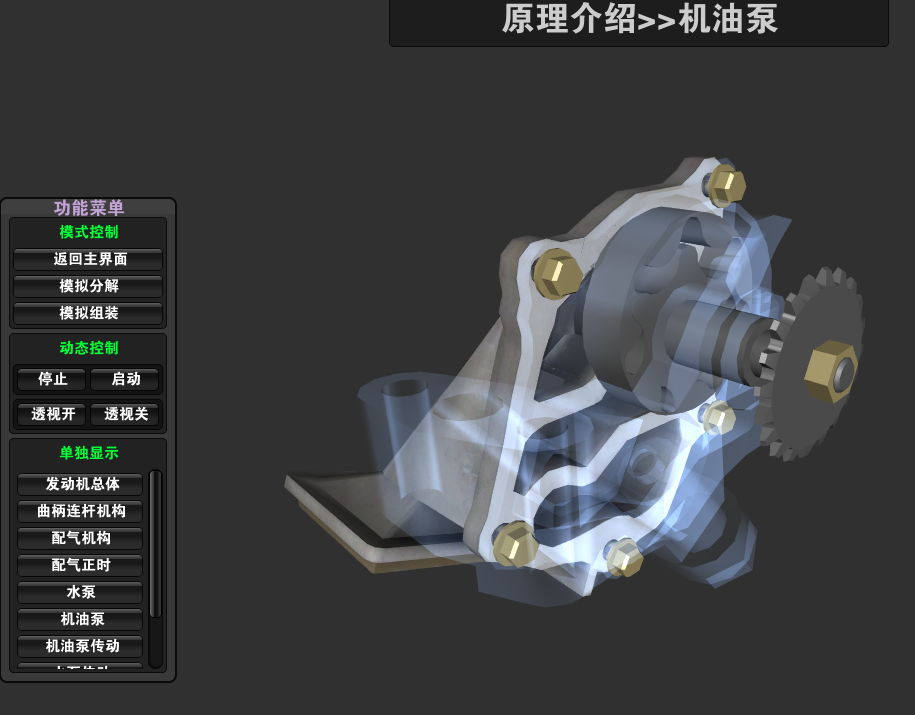 原理介绍>>机油泵
功能菜单
模式控制
返回主界面
模拟分解
模拟组装
动态控制
停止 启动
透视开 透视关
单独显示
发动机总体
曲柄连杆机构
配气机构
配气正时
水泵
机油泵
机油泵传动